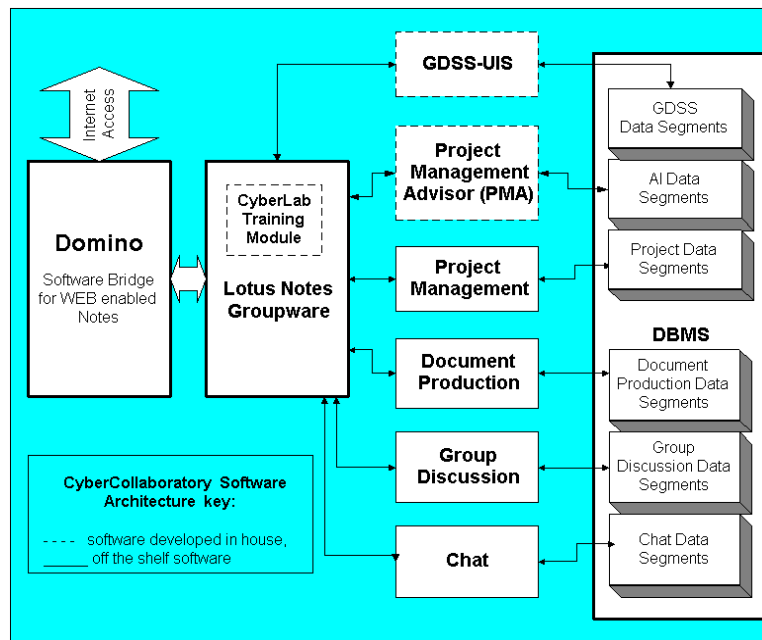 GDSS-UIS
Internet
Access
GDSS
Data Segments
Project
Management
Advisor (PMA)
AI Data
Segments
CyberLab
Training
Module
Domino
Software Bridge
for WEB enabled
Notes
Lotus Notes
Groupware
Project
Management
Project Data
Segments
DBMS
Document
Production
Document
Production Data
Segments
Group
Discussion
Group
Discussion Data
Segments
CyberCollaboratory Software
Architecture key:
---- software developed in house,
_____ off the shelf software
Chat
Chat Data
Segments